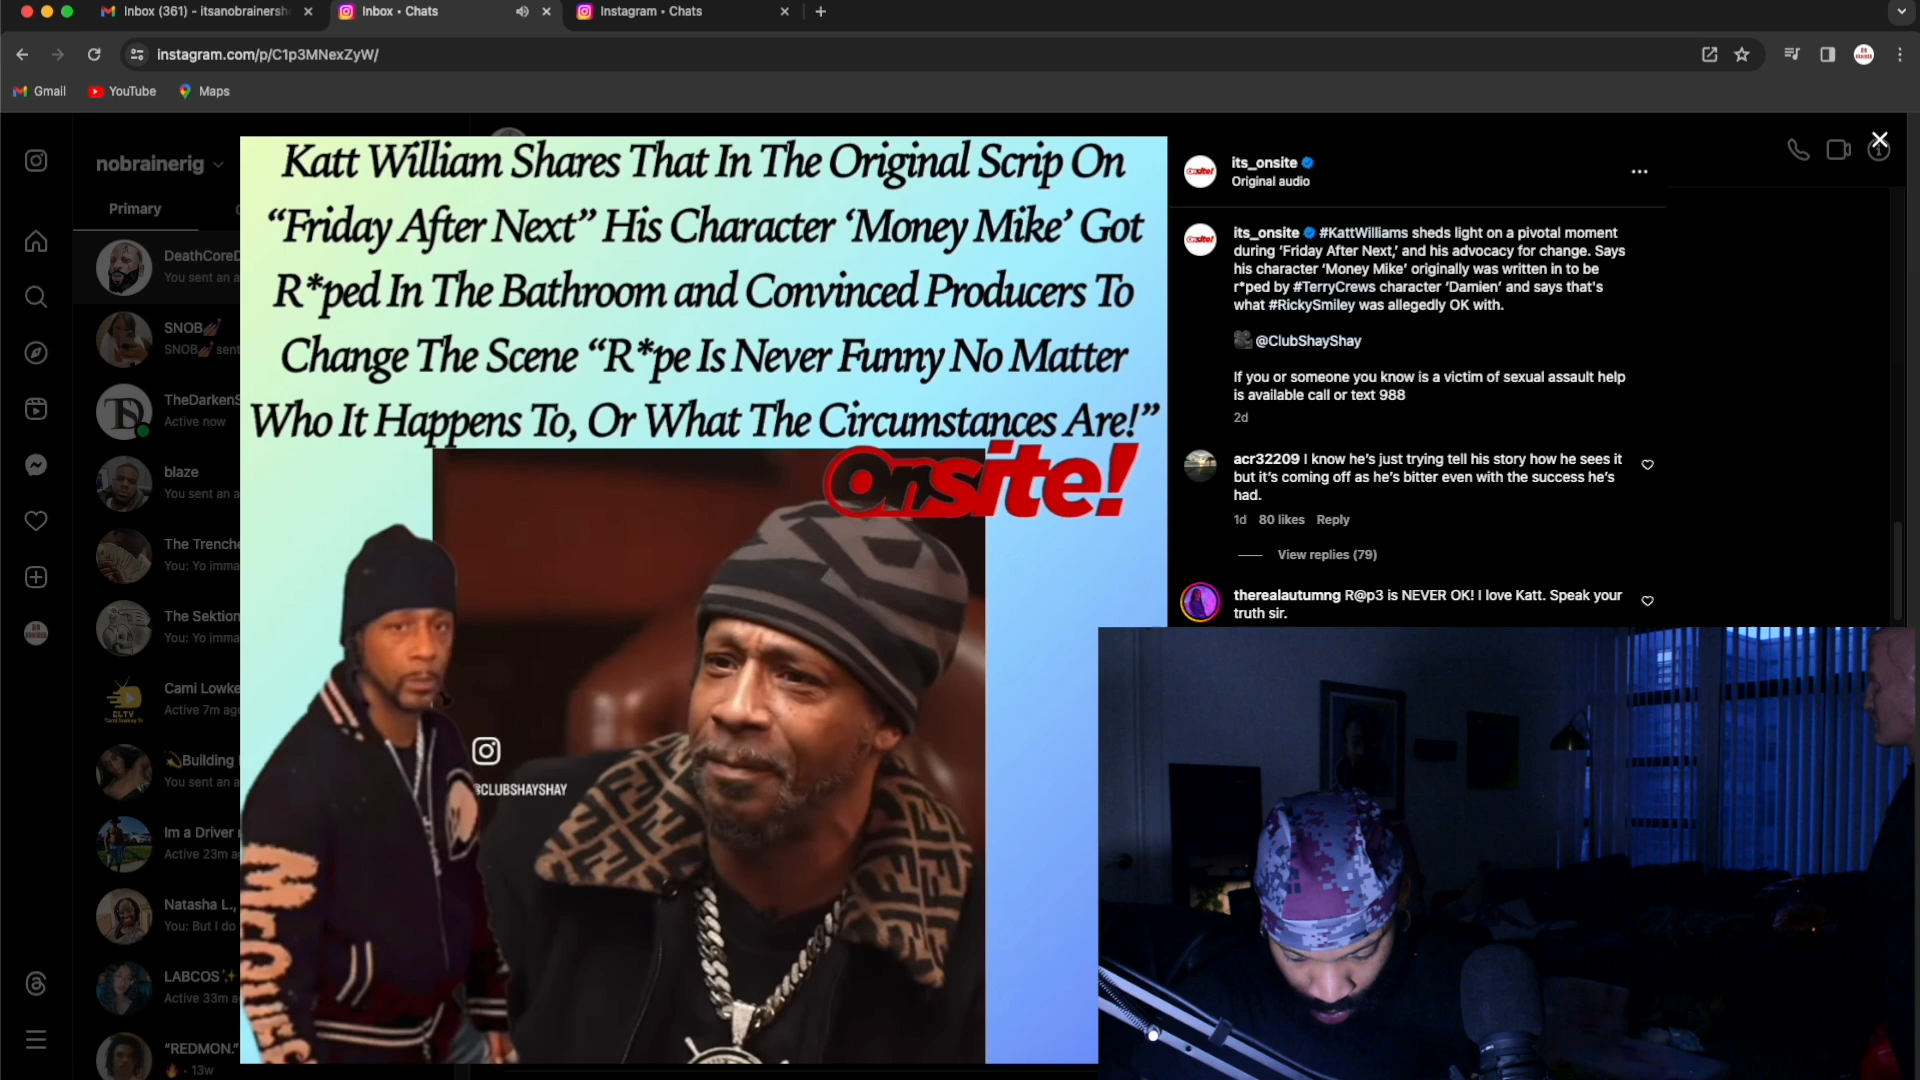 Inbox (361) - itsanobrainersh
Inbox • Chats
Instagram • Chats
instagram.com/p/C1p3MNexZyW/
Gmail
YouTube
Maps
nobrainerig
Primary
DeathCoreD
You sent an a
SNOB
SNOB sent
TheDarkenS
Active now
blaze
You sent an a
The Trenche
You: Yo imma
The Sektion
You: Yo imma
Cami Lowke
Active 7m ago
Building
You sent an a
Im a Driver
Active 23m a
Natasha L.,
You: But I do
LABCOS
Active 33m a
“REDMON.”
· 13w
Katt William Shares That In The Original Scrip On
“Friday After Next” His Character ‘Money Mike’ Got
R*ped In The Bathroom and Convinced Producers To
Change The Scene “R*pe Is Never Funny No Matter
Who It Happens To, Or What The Circumstances Are!”
Onsite!
@CLUBSHAYSHAY
its_onsite
Original audio
its_onsite #KattWilliams sheds light on a pivotal moment
during ‘Friday After Next,’ and his advocacy for change. Says
his character ‘Money Mike’ originally was written in to be
r*ped by #TerryCrews character ‘Damien’ and says that's
what #RickySmiley was allegedly OK with.
@ClubShayShay
If you or someone you know is a victim of sexual assault help
is available call or text 988
2d
acr32209 I know he’s just trying tell his story how he sees it
but it’s coming off as he’s bitter even with the success he’s
had.
1d 80 likes Reply
View replies (79)
therealautumng R@p3 is NEVER OK! I love Katt. Speak your
truth sir.